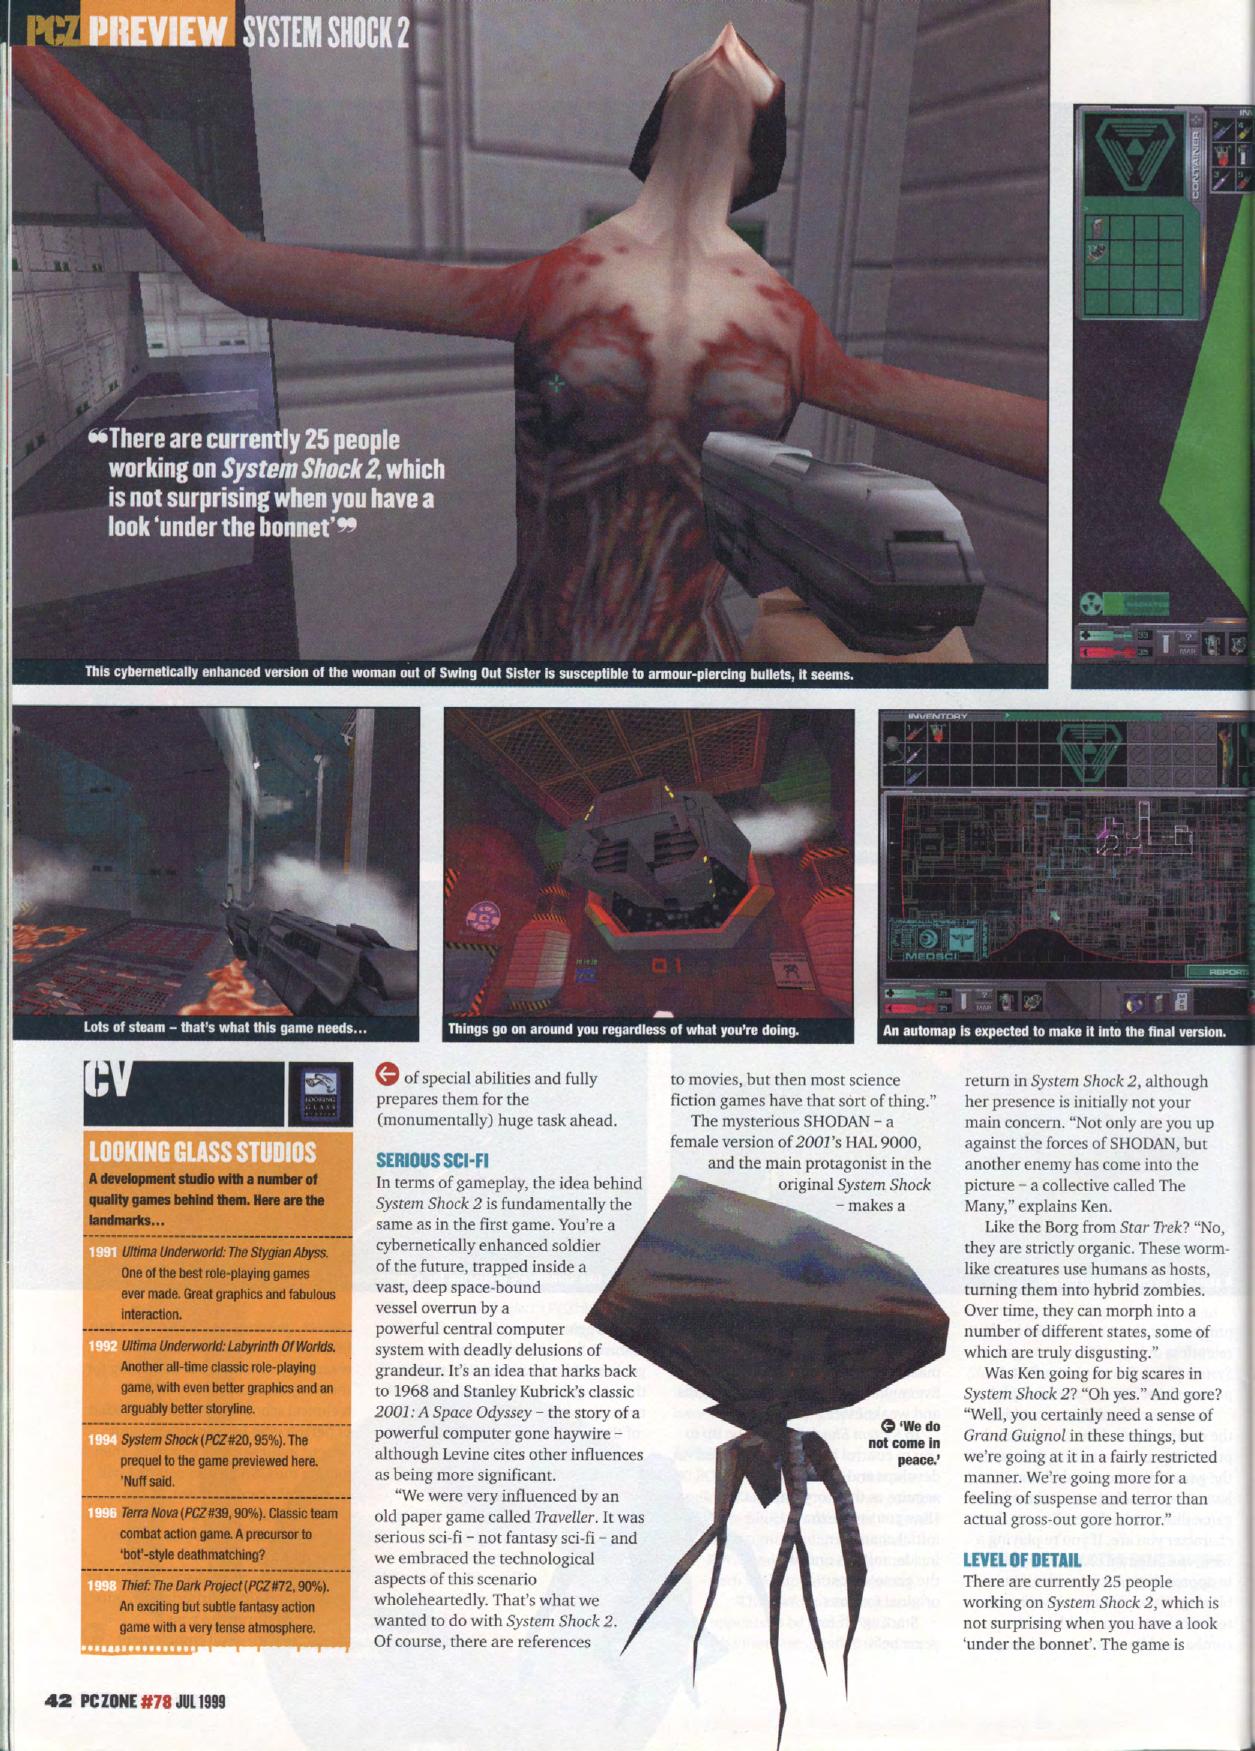 PCZ PREVIEW SYSTEM SHOCK 2
“There are currently 25 people
working on System Shock 2, which
is not surprising when you have a
look ‘under the bonnet’”
This cybernetically enhanced version of the woman out of Swing Out Sister is susceptible to armour-piercing bullets, it seems.
CONTAINER
Lots of steam – that’s what this game needs...
01
Things go on around you regardless of what you’re doing.
INVENTORY
MEDSCI
REPORT
MAP
An automap is expected to make it into the final version.
CV
LOOKING
GLASS
LOOKING GLASS STUDIOS
A development studio with a number of
quality games behind them. Here are the
landmarks...
1991 Ultima Underworld: The Stygian Abyss.
One of the best role-playing games
ever made. Great graphics and fabulous
interaction.
1992 Ultima Underworld: Labyrinth Of Worlds.
Another all-time classic role-playing
game, with even better graphics and an
arguably better storyline.
1994 System Shock (PCZ #20, 95%). The
prequel to the game previewed here.
’Nuff said.
1996 Terra Nova (PCZ #39, 90%). Classic team
combat action game. A precursor to
‘bot’-style deathmatching?
1998 Thief: The Dark Project (PCZ #72, 90%).
An exciting but subtle fantasy action
game with a very tense atmosphere.
of special abilities and fully
prepares them for the
(monumentally) huge task ahead.
SERIOUS SCI-FI
In terms of gameplay, the idea behind
System Shock 2 is fundamentally the
same as in the first game. You’re a
cybernetically enhanced soldier
of the future, trapped inside a
vast, deep space-bound
vessel overrun by a
powerful central computer
system with deadly delusions of
grandeur. It’s an idea that harks back
to 1968 and Stanley Kubrick’s classic
2001: A Space Odyssey – the story of a
powerful computer gone haywire –
although Levine cites other influences
as being more significant.
“We were very influenced by an
old paper game called Traveller. It was
serious sci-fi – not fantasy sci-fi – and
we embraced the technological
aspects of this scenario
wholeheartedly. That’s what we
wanted to do with System Shock 2.
Of course, there are references
to movies, but then most science
fiction games have that sort of thing.”
The mysterious SHODAN – a
female version of 2001’s HAL 9000,
and the main protagonist in the
original System Shock
– makes a
‘We do
not come in
peace.’
return in System Shock 2, although
her presence is initially not your
main concern. “Not only are you up
against the forces of SHODAN, but
another enemy has come into the
picture – a collective called The
Many,” explains Ken.
Like the Borg from Star Trek? “No,
they are strictly organic. These worm-
like creatures use humans as hosts,
turning them into hybrid zombies.
Over time, they can morph into a
number of different states, some of
which are truly disgusting.”
Was Ken going for big scares in
System Shock 2? “Oh yes.” And gore?
“Well, you certainly need a sense of
Grand Guignol in these things, but
we’re going at it in a fairly restricted
manner. We’re going more for a
feeling of suspense and terror than
actual gross-out gore horror.”
LEVEL OF DETAIL
There are currently 25 people
working on System Shock 2, which is
not surprising when you have a look
‘under the bonnet’. The game is
42 PC ZONE #78 JUL 1999